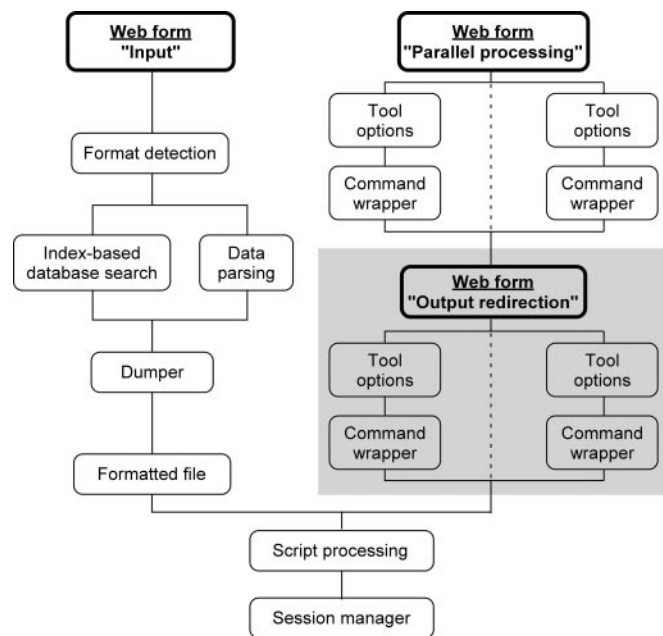 Web form
"Input"
Format detection
Index-based
database search
Data
parsing
Dumper
Formatted file
Web form
"Parallel processing"
Tool
options
Tool
options
Command
wrapper
Command
wrapper
Web form
"Output redirection"
Tool
options
Tool
options
Command
wrapper
Command
wrapper
Script processing
Session manager